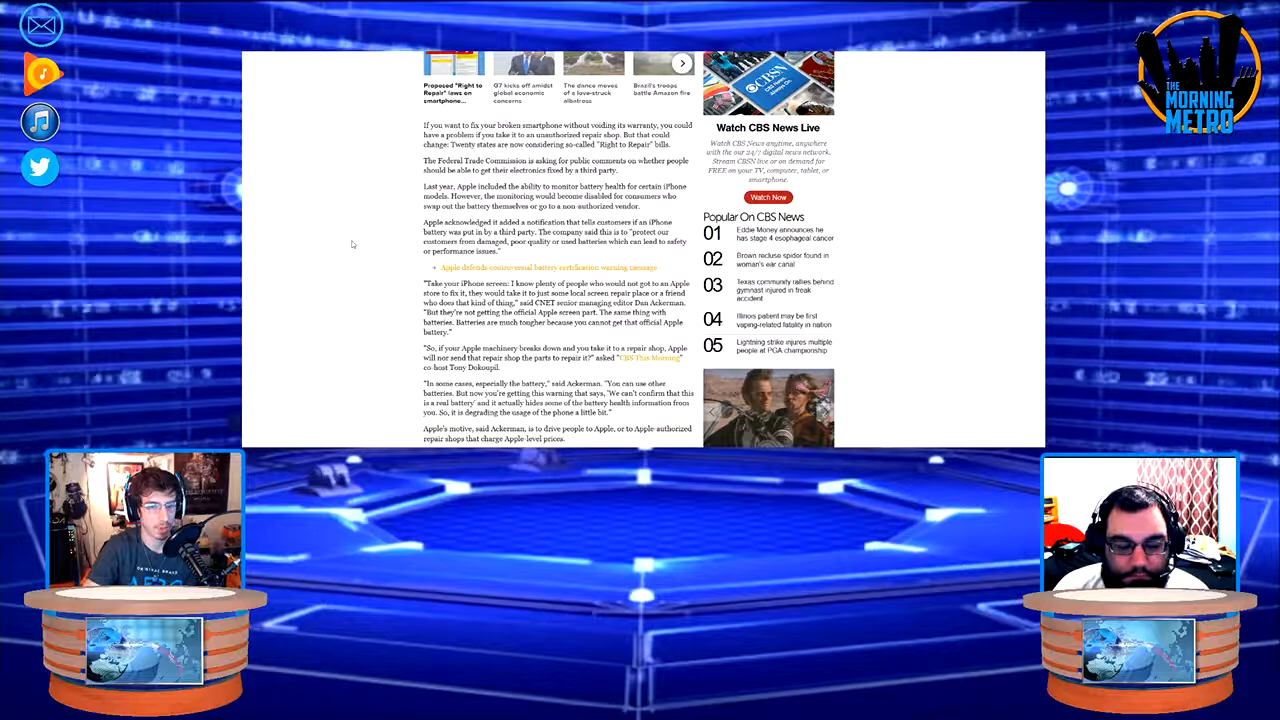 Proposed "Right to
Repair" laws on
smartphone...
G7 kicks off amidst
global economic
concerns
The dance moves
of a love-struck
albatross
Brazil's troops
battle Amazon fire
If you want to fix your broken smartphone without voiding its warranty, you could
have a problem if you take it to an unauthorized repair shop. But that could
change: Twenty states are now considering so-called "Right to Repair" bills.
The Federal Trade Commission is asking for public comments on whether people
should be able to get their electronics fixed by a third party.
Last year, Apple included the ability to monitor battery health for certain iPhone
models. However, the monitoring would become disabled for consumers who
swap out the battery themselves or go to a non-authorized vendor.
Apple acknowledged it added a notification that tells customers if an iPhone
battery was put in by a third party. The company said this is to "protect our
customers from damaged, poor quality or used batteries which can lead to safety
or performance issues."
Apple defends controversial battery certification warning message
"Take your iPhone screen: I know plenty of people who would not got to an Apple
store to fix it, they would take it to just some local screen repair place or a friend
who does that kind of thing," said CNET senior managing editor Dan Ackerman.
"But they're not getting the official Apple screen part. The same thing with
batteries. Batteries are much tougher because you cannot get that official Apple
battery."
"So, if your Apple machinery breaks down and you take it to a repair shop, Apple
will nor send that repair shop the parts to repair it?" asked "CBS This Morning"
co-host Tony Dokoupil.
"In some cases, especially the battery," said Ackerman. "You can use other
batteries. But now you're getting this warning that says, 'We can't confirm that this
is a real battery' and it actually hides some of the battery health information from
you. So, it is degrading the usage of the phone a little bit."
Apple's motive, said Ackerman, is to drive people to Apple, or to Apple-authorized
repair shops that charge Apple-level prices.
CBSN
Watch CBS News Live
Watch CBS News anytime, anywhere
with the our 24/7 digital news network.
Stream CBSN live or on demand for
FREE on your TV, computer, tablet, or
smartphone.
Watch Now
Popular On CBS News
01 Eddie Money announces he
has stage 4 esophageal cancer
02 Brown recluse spider found in
woman's ear canal
03 Texas community rallies behind
gymnast injured in freak
accident
04 Illinois patient may be first
vaping-related fatality in nation
05 Lightning strike injures multiple
people at PGA championship
THE
MORNING
METRO